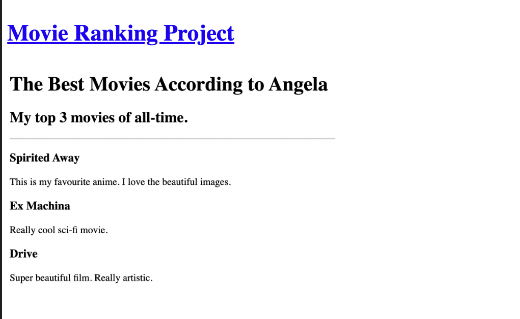 Movie Ranking Project
The Best Movies According to Angela
My top 3 movies of all-time.
Spirited Away
This is my favourite anime. I love the beautiful images.
Ex Machina
Really cool sci-fi movie.
Drive
Super beautiful film. Really artistic.